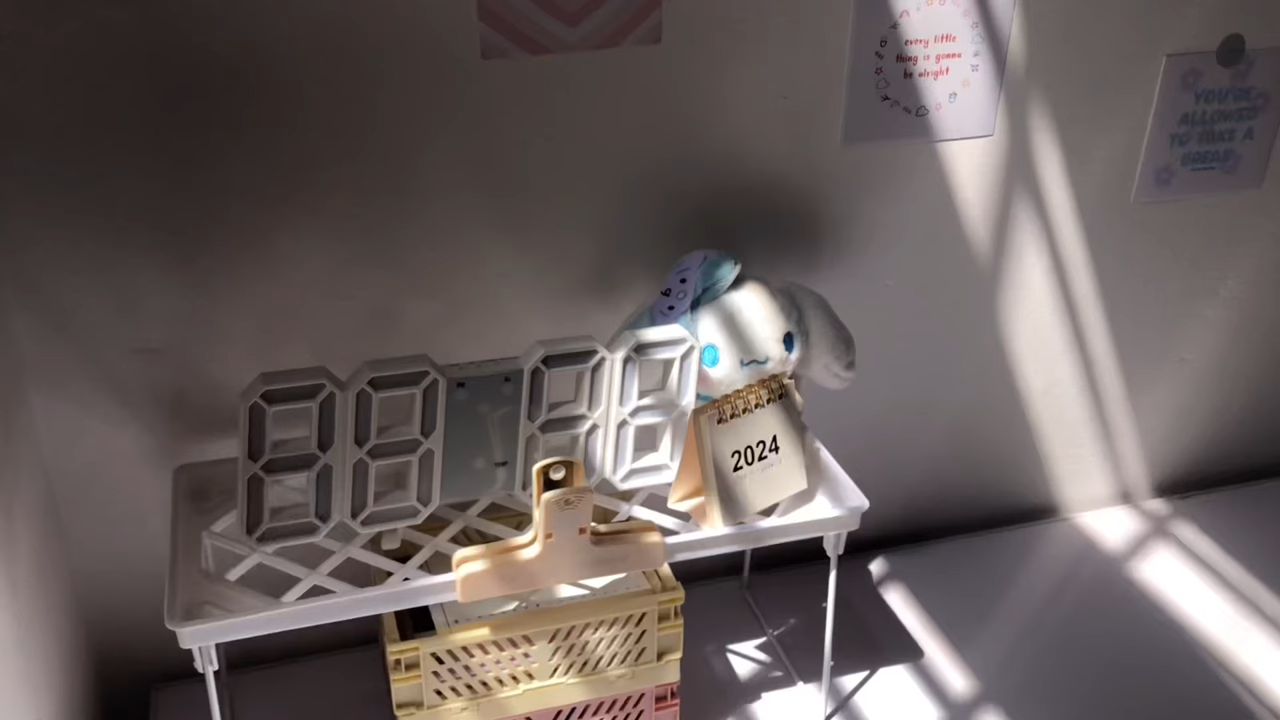 every little
thing is gonna
be alright
YOU'RE
ALLOWED
TO TAKE A
BREAK
2024